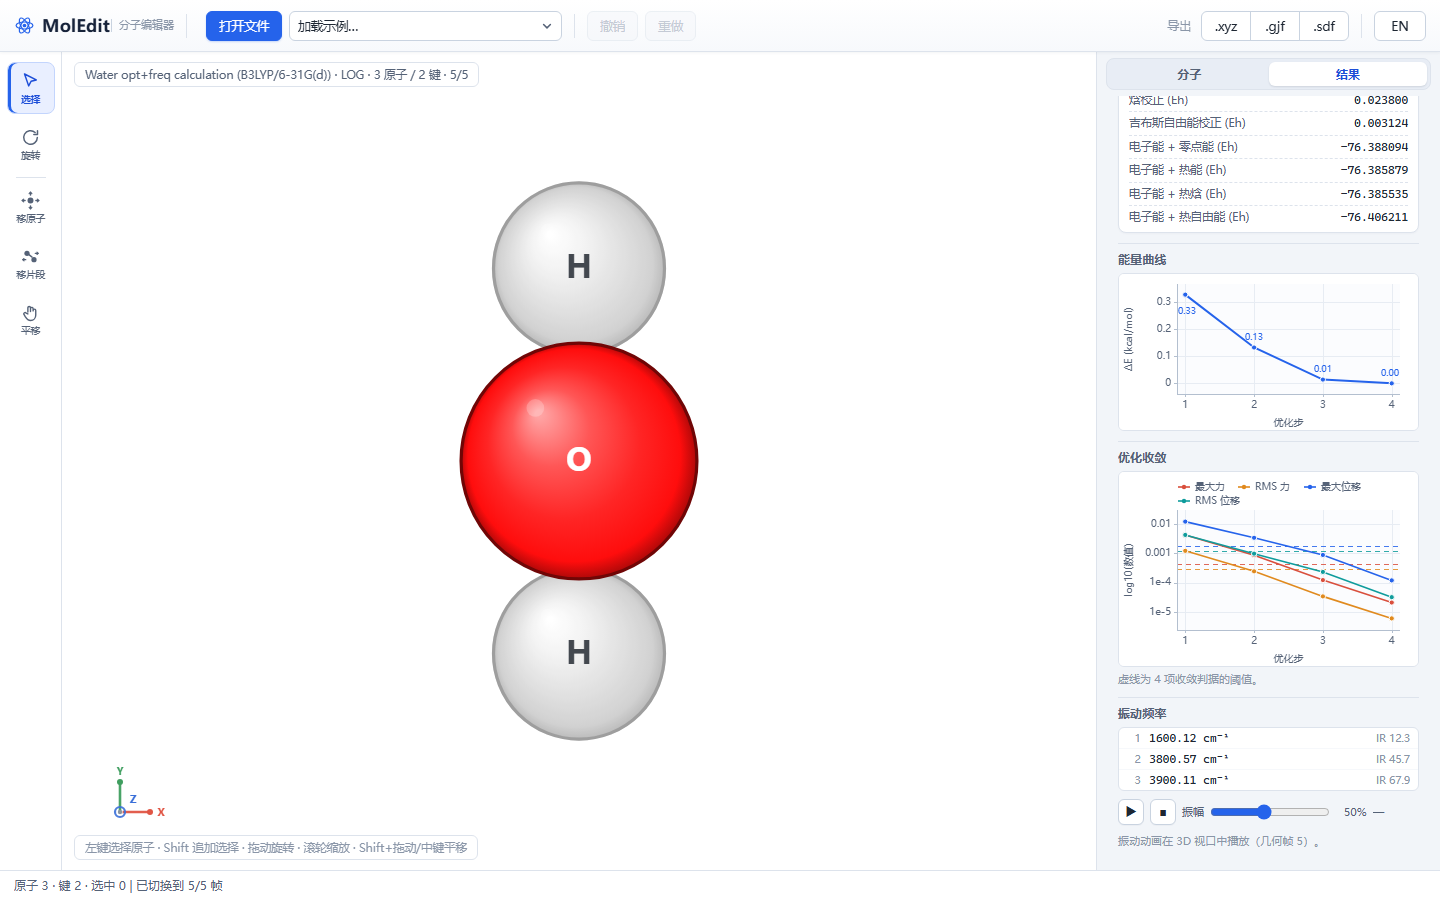 MolEdit 分子编辑器 打开文件 加载示例... 撤销 重做 导出 .xyz .gjf .sdf EN
选择
旋转
移原子
移片段
平移
Water opt+freq calculation (B3LYP/6-31G(d)) · LOG · 3 原子 / 2 键 · 5/5
H
O
H
Y
Z
X
左键选择原子 · Shift 追加选择 · 拖动旋转 · 滚轮缩放 · Shift+拖动/中键平移
分子 结果
焓校正 (Eh) 0.023800
吉布斯自由能校正 (Eh) 0.003124
电子能 + 零点能 (Eh) -76.388094
电子能 + 热能 (Eh) -76.385879
电子能 + 热焓 (Eh) -76.385535
电子能 + 热自由能 (Eh) -76.406211
能量曲线
ΔE (kcal/mol)
0.3
0.2
0.1
0
0.33
0.13
0.01
0.00
1 2 3 4
优化步
优化收敛
最大力 RMS 力 最大位移
RMS 位移
log10(数值)
0.01
0.001
1e-4
1e-5
1 2 3 4
优化步
虚线为 4 项收敛判据的阈值。
振动频率
1 1600.12 cm⁻¹ IR 12.3
2 3800.57 cm⁻¹ IR 45.7
3 3900.11 cm⁻¹ IR 67.9
振幅 50% —
振动动画在 3D 视口中播放（几何帧 5）。
原子 3 · 键 2 · 选中 0 | 已切换到 5/5 帧